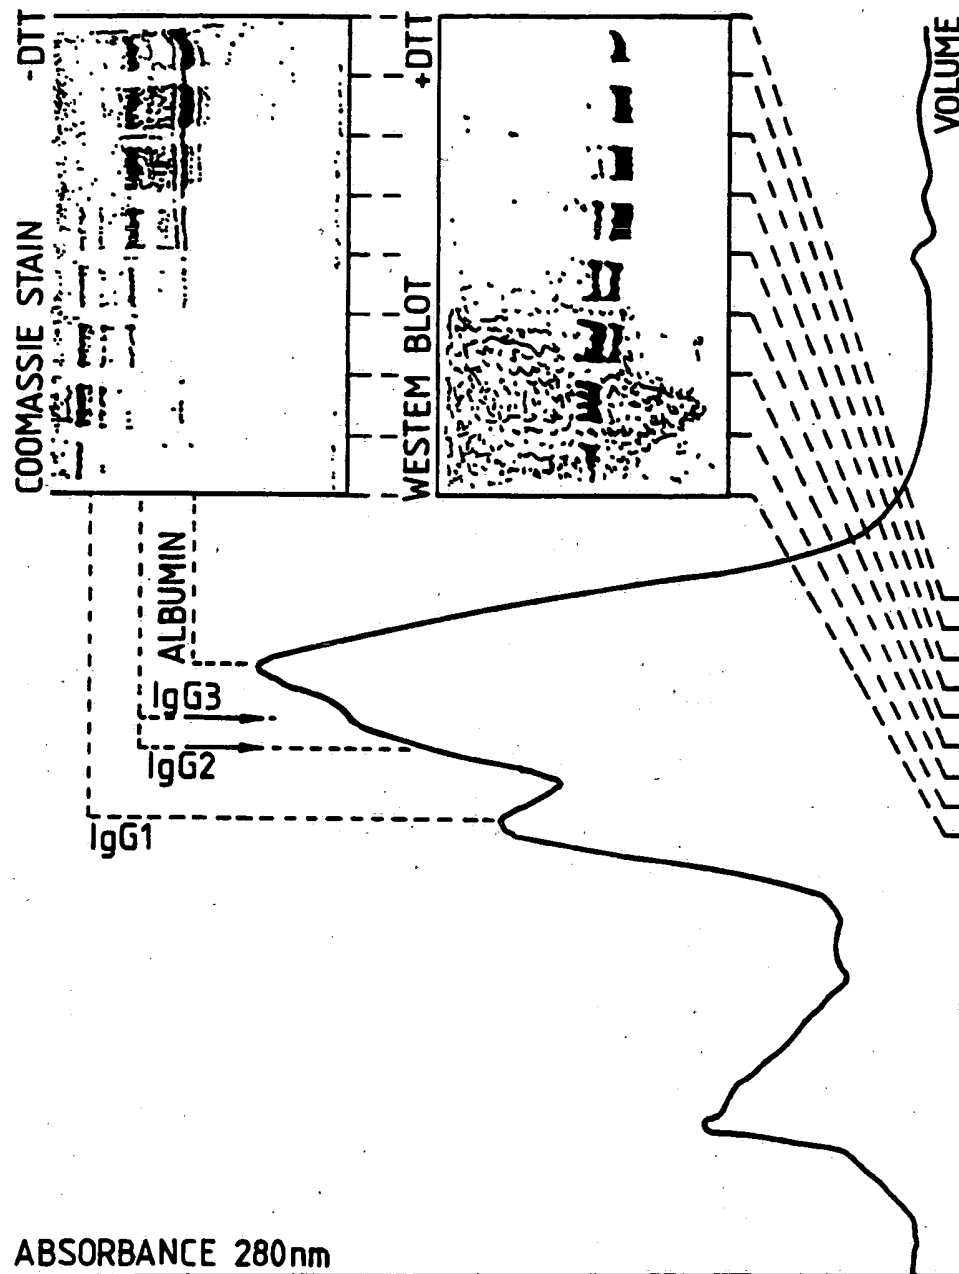 COOMASSIE STAIN
-DTT
WESTEM BLOT
+DTT
VOLUME
ALBUMIN
IgG3
IgG2
IgG1
ABSORBANCE 280nm